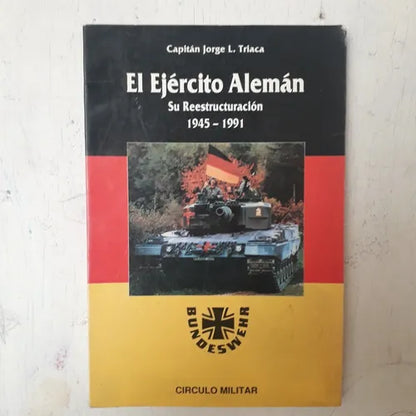 Capitán Jorge L. Triaca
El Ejército Alemán
Su Reestructuración
1945 – 1991
BUNDESWEHR
CIRCULO MILITAR